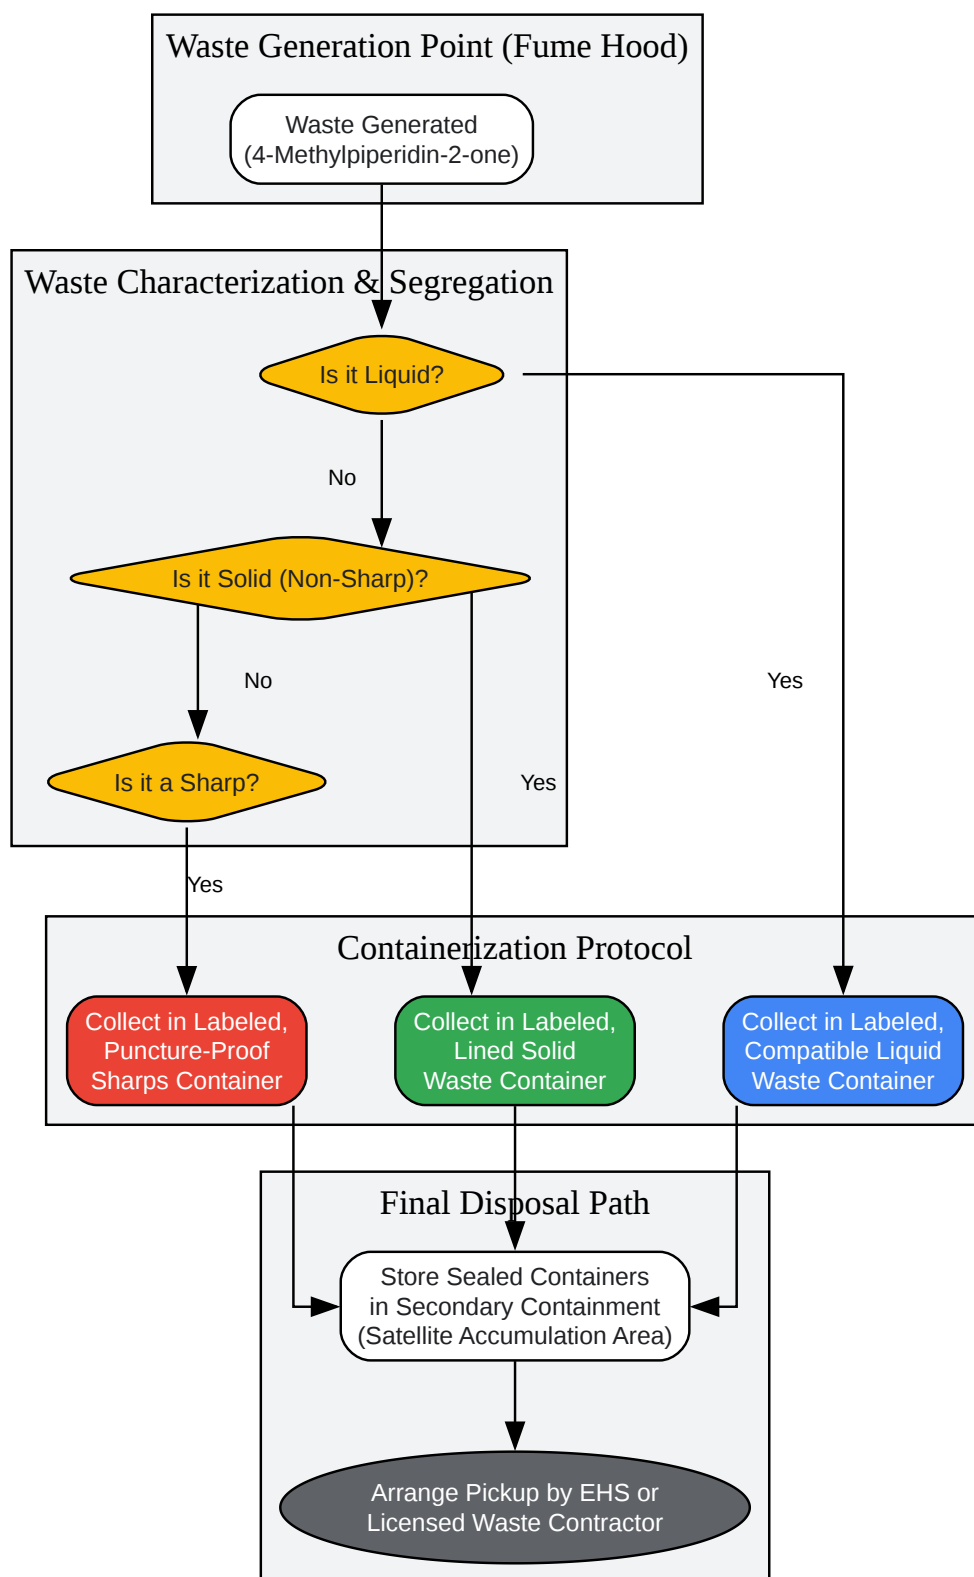 Waste Generation Point (Fume Hood)
Waste Generated
(4-Methylpiperidin-2-one)
Waste Characterization & Segregation
Is it Liquid?
No
Is it Solid (Non-Sharp)?
No
Yes
Is it a Sharp?
Yes
Yes
Containerization Protocol
Collect in Labeled,
Puncture-Proof
Sharps Container
Collect in Labeled,
Lined Solid
Waste Container
Collect in Labeled,
Compatible Liquid
Waste Container
Final Disposal Path
Store Sealed Containers
in Secondary Containment
(Satellite Accumulation Area)
Arrange Pickup by EHS or
Licensed Waste Contractor